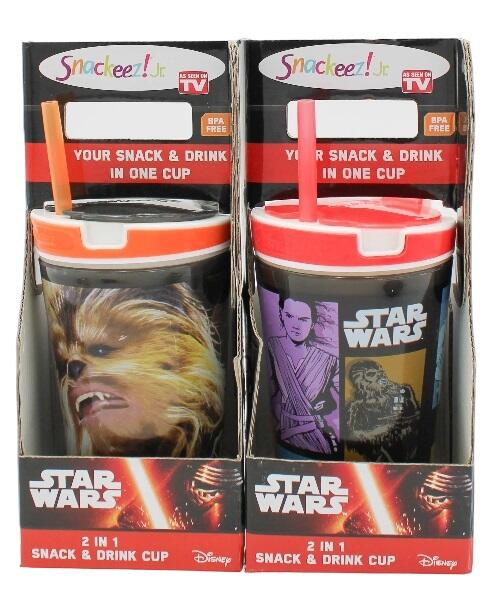 Snackeez! Jr.
AS SEEN ON
TV
BPA
FREE
YOUR SNACK & DRINK
IN ONE CUP
STAR
WARS
2 IN 1
SNACK & DRINK CUP
Disney
Snackeez! Jr.
AS SEEN ON
TV
BPA
FREE
YOUR SNACK & DRINK
IN ONE CUP
STAR
WARS
STAR
WARS
2 IN 1
SNACK & DRINK CUP
Disney